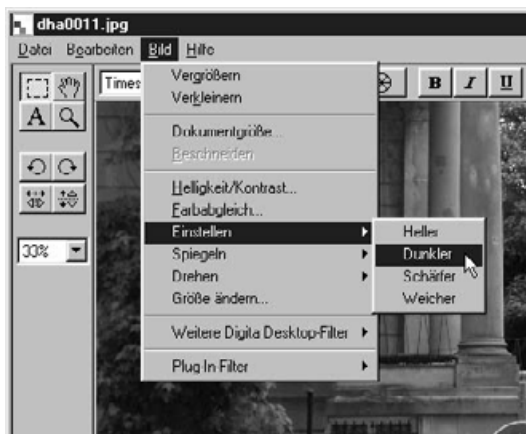 dha0011.jpg
Datei Bearbeiten Bild Hilfe
Times
B I U
A
33%
Vergrößern
Verkleinern
Dokumentgröße...
Beschneiden
Helligkeit/Kontrast...
Farbabgleich...
Einstellen
Spiegeln
Drehen
Größe ändern...
Weitere Digita Desktop-Filter
Plug-In Filter
Heller
Dunkler
Schärfer
Weicher